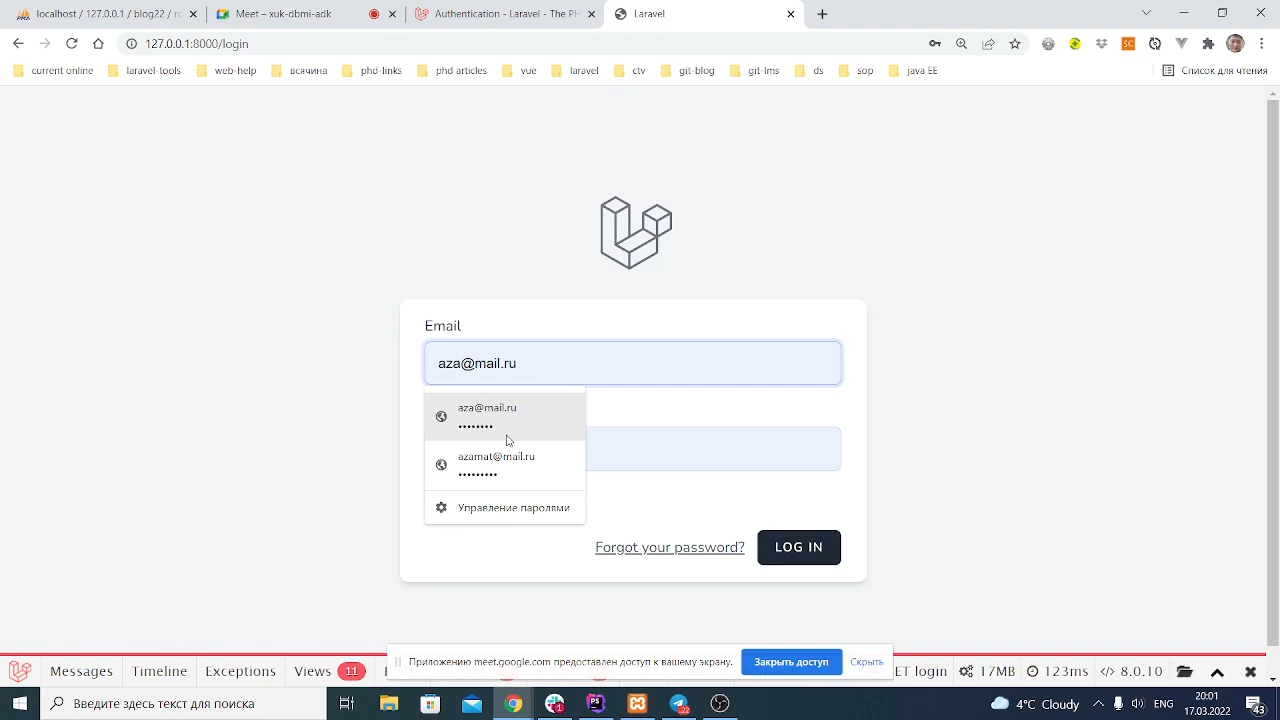 localhost / 127.0.0.1 / blog22 /
Meet – xuk-dbmi-adk
Authentication - Laravel - The PH
Laravel
127.0.0.1:8000/login
SC
current online
laravel-tools
web-help
всячина
phd-links
phd articles
vue
laravel
ctv
git-blog
git-lms
ds
sop
java EE
Список для чтения
Email
aza@mail.ru
aza@mail.ru
••••••••
azamat@mail.ru
•••••••••
Управление паролями
Forgot your password?
LOG IN
Приложению meet.google.com предоставлен доступ к вашему экрану.
Закрыть доступ
Скрыть
Messages
Exceptions
Views 11
ET login
17MB
123ms
8.0.10
Введите здесь текст для поиска
22
4°C Cloudy
20:01
17.03.2022